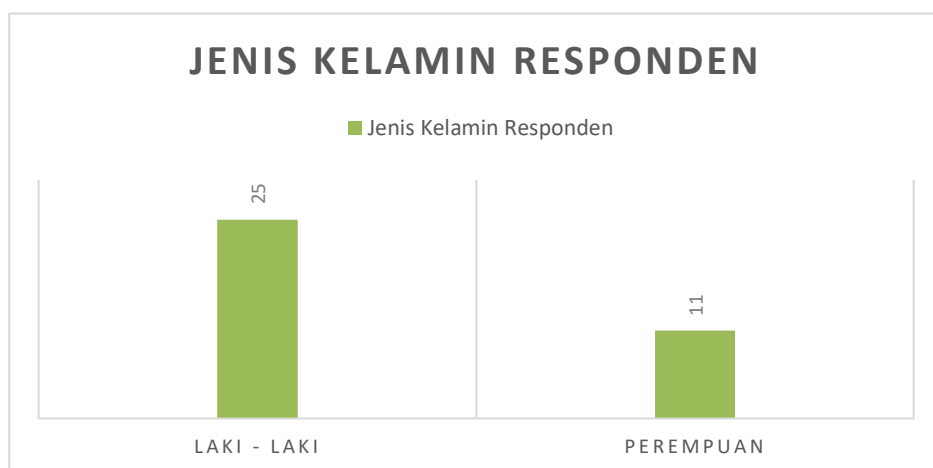 JENIS KELAMIN RESPONDEN
Jenis Kelamin Responden
25
11
LAKI - LAKI
PEREMPUAN